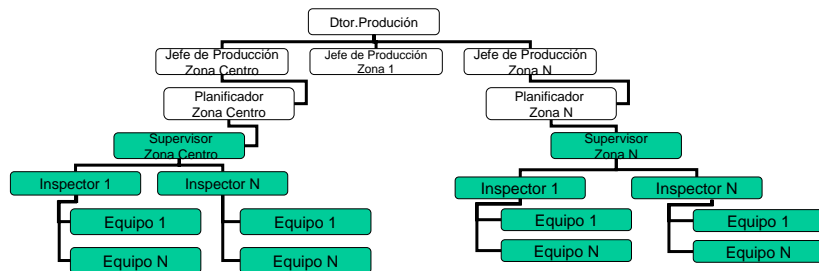 Dtor.Produción
Jefe de Producción
Zona Centro
Jefe de Producción
Zona 1
Jefe de Producción
Zona N
Planificador
Zona Centro
Planificador
Zona N
Supervisor
Zona Centro
Supervisor
Zona N
Inspector 1
Inspector N
Inspector 1
Inspector N
Equipo 1
Equipo 1
Equipo 1
Equipo 1
Equipo N
Equipo N
Equipo N
Equipo N